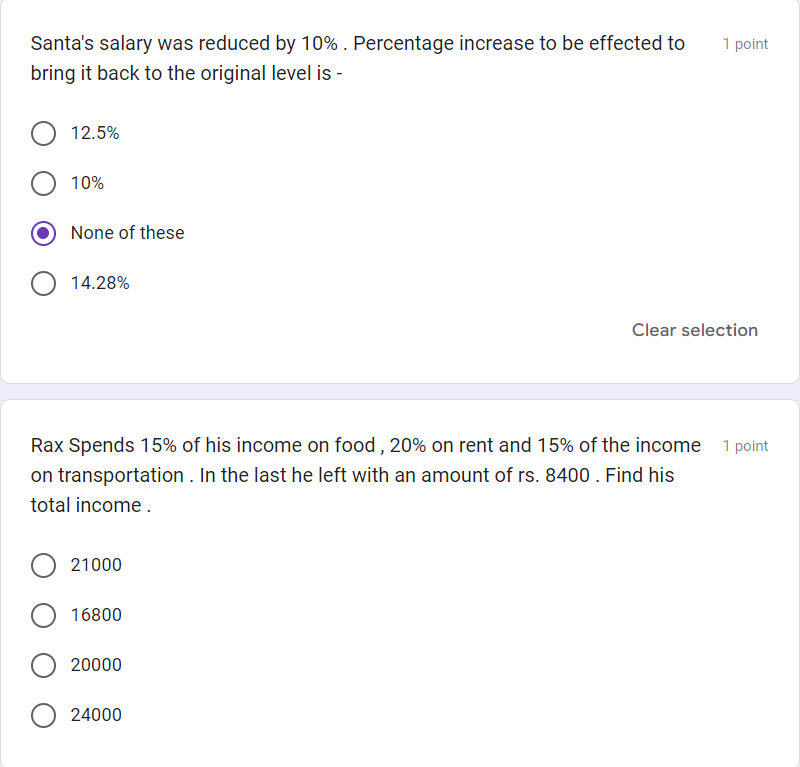 Santa's salary was reduced by 10% . Percentage increase to be effected to
1 point
bring it back to the original level is -
12.5%
10%
None of these
14.28%
Clear selection
Rax Spends 15% of his income on food , 20% on rent and 15% of the income
1 point
on transportation . In the last he left with an amount of rs. 8400 . Find his
total income .
21000
16800
20000
24000